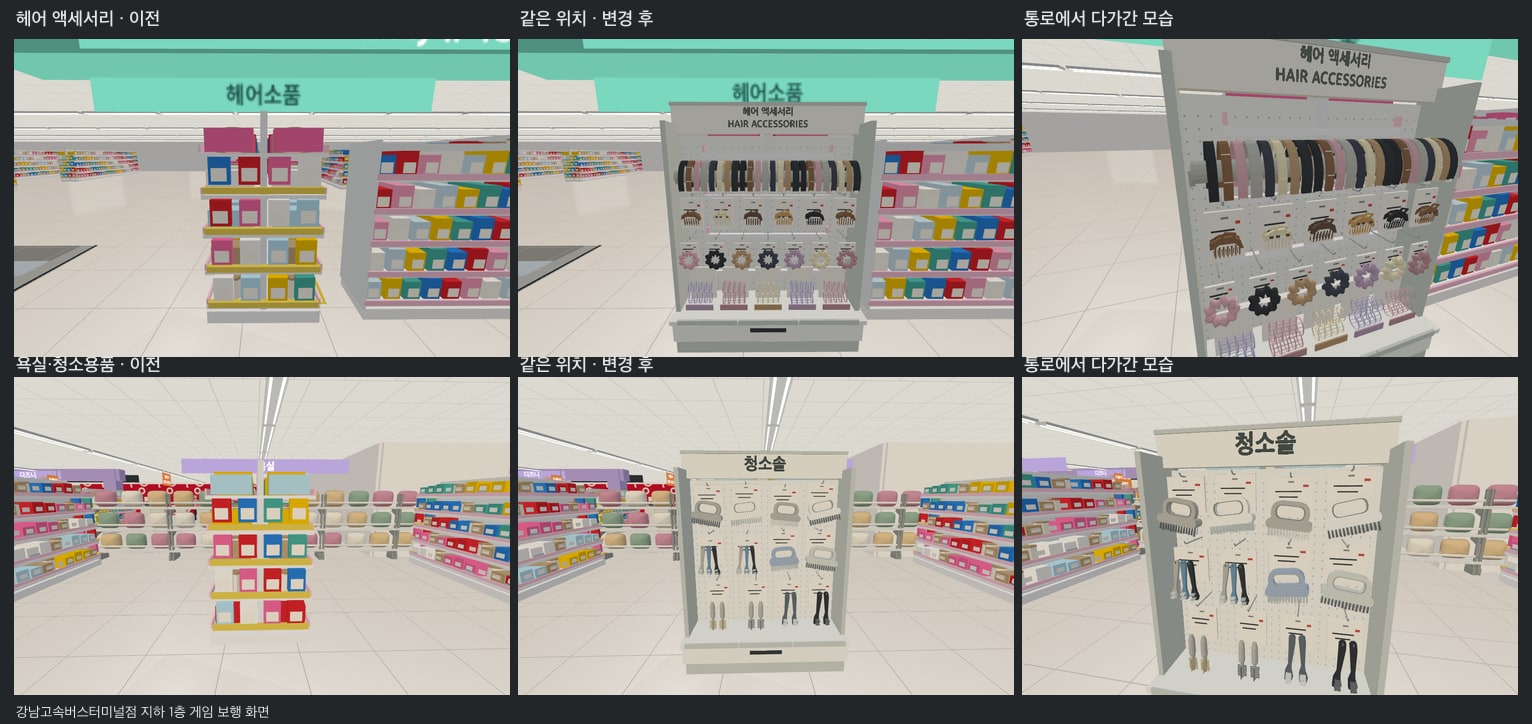 헤어 액세서리 · 이전
같은 위치 · 변경 후
통로에서 다가간 모습
헤어소품
헤어소품
헤어 액세서리
HAIR ACCESSORIES
헤어 액세서리
HAIR ACCESSORIES
욕실·청소용품 · 이전
같은 위치 · 변경 후
통로에서 다가간 모습
실
청소솔
청소솔
강남고속버스터미널점 지하 1층 게임 보행 화면